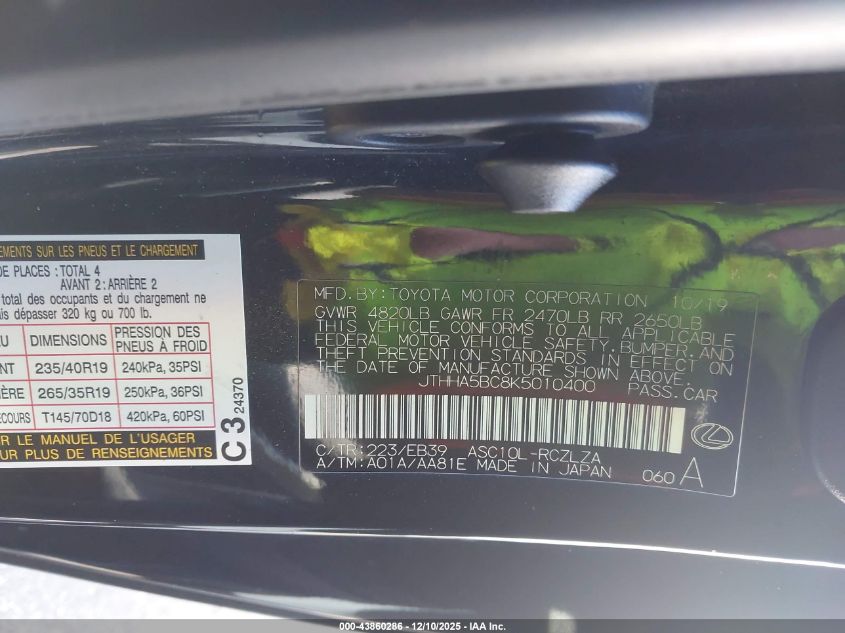 EMENTS SUR LES PNEUS ET LE CHARGEMENT
DE PLACES : TOTAL 4
AVANT 2 : ARRIÈRE 2
total des occupants et du chargement ne
ais dépasser 320 kg ou 700 lb.
DIMENSIONS PRESSION DES PNEUS À FROID
235/40R19 240kPa, 35PSI
265/35R19 250kPa, 36PSI
T145/70D18 420kPa, 60PSI
R LE MANUEL DE L'USAGER
UR PLUS DE RENSEIGNEMENTS
C3 24370
MFD. BY: TOYOTA MOTOR CORPORATION 10/19
GVWR 4820LB GAWR FR 2470LB RR 2650LB
THIS VEHICLE CONFORMS TO ALL APPLICABLE
FEDERAL MOTOR VEHICLE SAFETY, BUMPER, AND
THEFT PREVENTION STANDARDS IN EFFECT ON
THE DATE OF MANUFACTURE SHOWN ABOVE.
JTHHA5BC8K5010400 PASS. CAR
C/TR: 223/EB39 ASC10L-RCZLZA
A/TM: A01A/AA81E MADE IN JAPAN 060 A
000-43860286 - 12/10/2025 - US - IAA Inc.